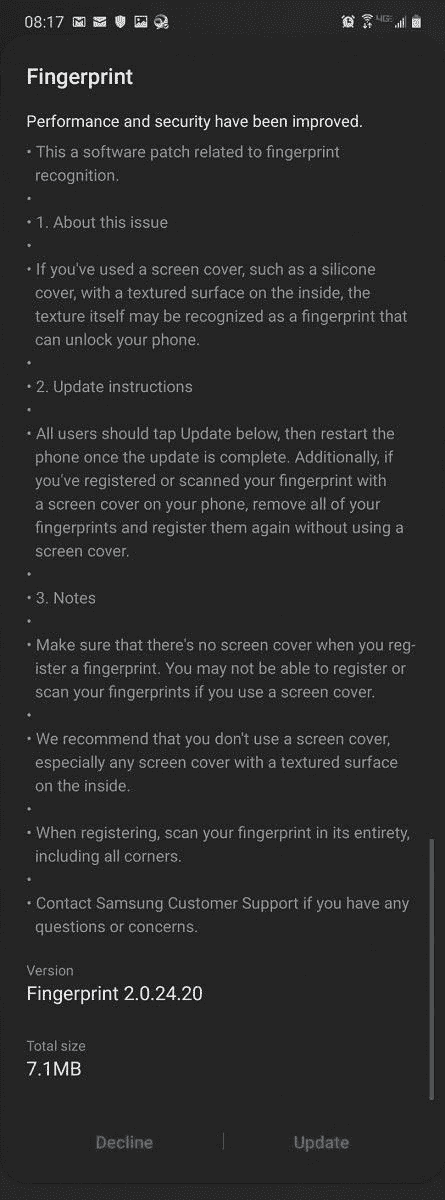 08:17 4GE
Fingerprint
Performance and security have been improved.
• This a software patch related to fingerprint
recognition.
•
• 1. About this issue
•
• If you've used a screen cover, such as a silicone
cover, with a textured surface on the inside, the
texture itself may be recognized as a fingerprint that
can unlock your phone.
•
• 2. Update instructions
•
• All users should tap Update below, then restart the
phone once the update is complete. Additionally, if
you've registered or scanned your fingerprint with
a screen cover on your phone, remove all of your
fingerprints and register them again without using a
screen cover.
•
• 3. Notes
•
• Make sure that there's no screen cover when you reg-
ister a fingerprint. You may not be able to register or
scan your fingerprints if you use a screen cover.
•
• We recommend that you don't use a screen cover,
especially any screen cover with a textured surface
on the inside.
•
• When registering, scan your fingerprint in its entirety,
including all corners.
•
• Contact Samsung Customer Support if you have any
questions or concerns.
Version
Fingerprint 2.0.24.20
Total size
7.1MB
Decline | Update